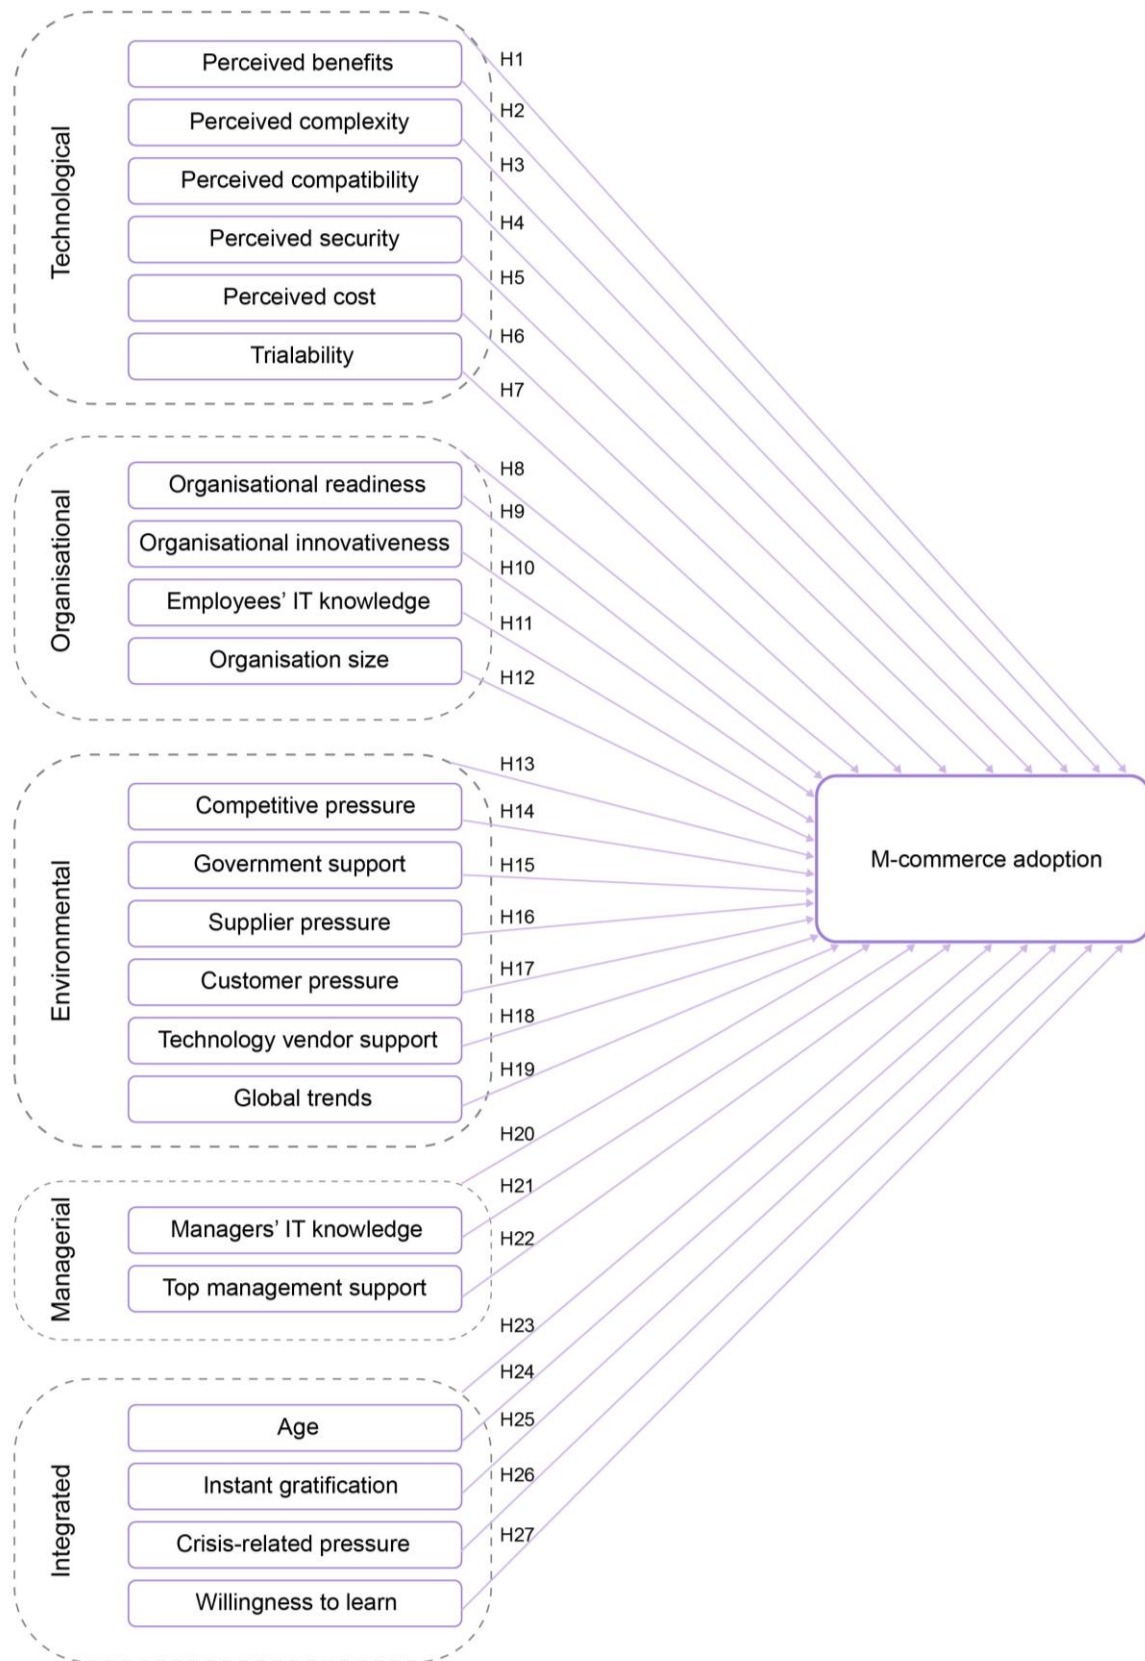 Technological
Perceived benefits
Perceived complexity
Perceived compatibility
Perceived security
Perceived cost
Trialability
H1
H2
H3
H4
H5
H6
H7
Organisational
Organisational readiness
Organisational innovativeness
Employees’ IT knowledge
Organisation size
H8
H9
H10
H11
H12
Environmental
Competitive pressure
Government support
Supplier pressure
Customer pressure
Technology vendor support
Global trends
H13
H14
H15
H16
H17
H18
H19
M-commerce adoption
Managerial
Managers’ IT knowledge
Top management support
H20
H21
H22
Integrated
Age
Instant gratification
Crisis-related pressure
Willingness to learn
H23
H24
H25
H26
H27